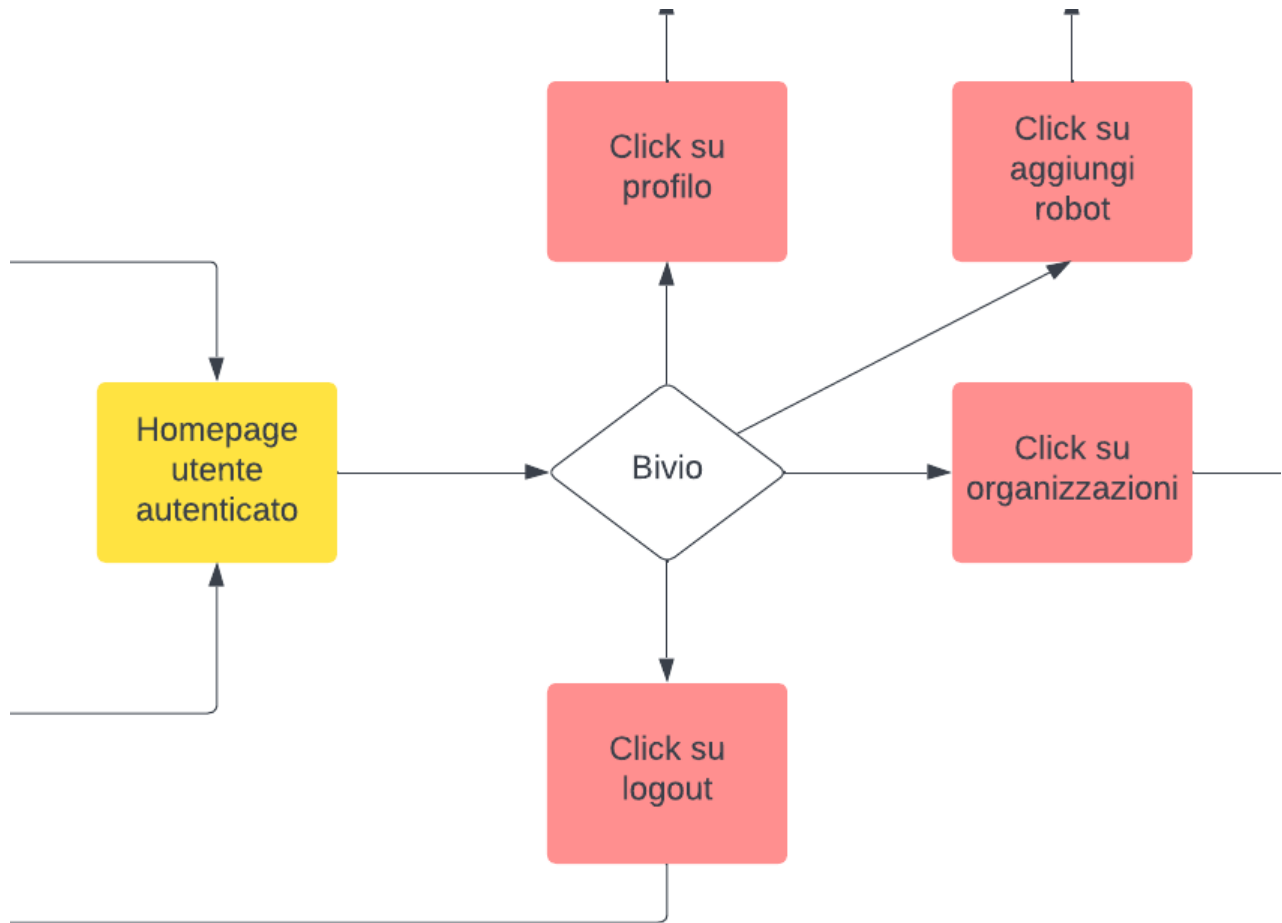 Click su
profilo
Click su
aggiungi
robot
Homepage
utente
autenticato
Bivio
Click su
organizzazioni
Click su
logout